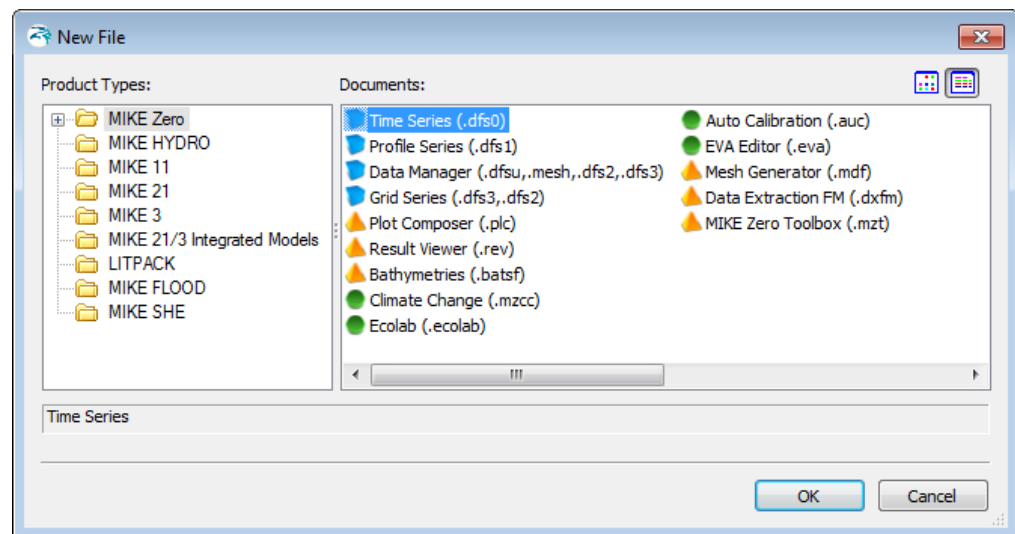 New File
Product Types:
Documents:
MIKE Zero
MIKE HYDRO
MIKE 11
MIKE 21
MIKE 3
MIKE 21/3 Integrated Models
LITPACK
MIKE FLOOD
MIKE SHE
Time Series (.dfs0)
Profile Series (.dfs1)
Data Manager (.dfsu,.mesh,.dfs2,.dfs3)
Grid Series (.dfs3,.dfs2)
Plot Composer (.plc)
Result Viewer (.rev)
Bathymetries (.batsf)
Climate Change (.mzcc)
Ecolab (.ecolab)
Auto Calibration (.auc)
EVA Editor (.eva)
Mesh Generator (.mdf)
Data Extraction FM (.dxfm)
MIKE Zero Toolbox (.mzt)
Time Series
OK
Cancel